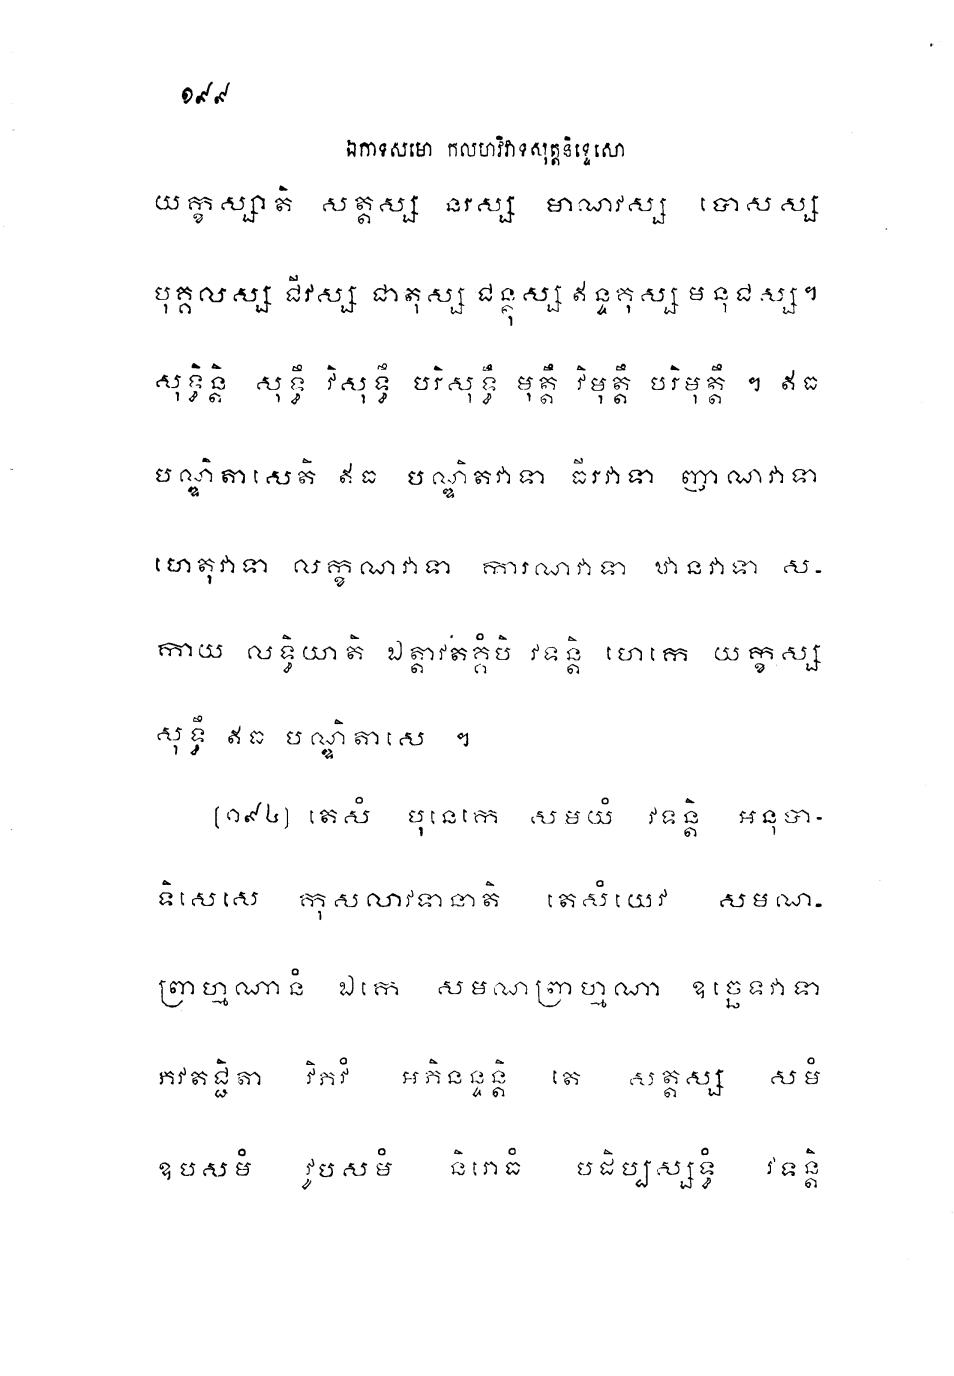 ១៩៩
ឯកាទសមោ កលហវិវាទសុត្តនិទ្ទេសោ
យក្ខស្សាតិ សត្តស្ស នរស្ស មាណវស្ស បោសស្ស
បុគ្គលស្ស ជីវស្ស ជាតុស្ស ជន្តុស្ស ឥន្ទគុស្ស មនុជស្ស។
សុទ្ធិន្តិ សុទ្ធឹ វិសុទ្ធឹ បរិសុទ្ធឹ មុត្តឹ វិមុត្តឹ បរិមុត្តឹ ។ ឥធ
បណ្ឌិតាសេតិ ឥធ បណ្ឌិតវាទា ធីរវាទា ញាណវាទា
ហេតុវាទា លក្ខណវាទា ការណវាទា ឋានវាទា ស-
កាយ លទ្ធិយាតិ ឯត្តាវតគ្គំបិ វទន្តិ ហេកេ យក្ខស្ស
សុទ្ធឹ ឥធ បណ្ឌិតាសេ ។
[១៩៤] តេសំ បុនេកេ សមយំ វទន្តិ អនុបា-
ទិសេសេ កុសលាវទានាតិ តេសំយេវ សមណ-
ព្រាហ្មណានំ ឯកេ សមណព្រាហ្មណា ឧច្ឆេទវាទា
ភវតជ្ជិតា វិភវំ អភិនន្ទន្តិ តេ សត្តស្ស សមំ
ឧបសមំ វូបសមំ និរោធំ បដិប្បស្សទ្ធំ វទន្តិ